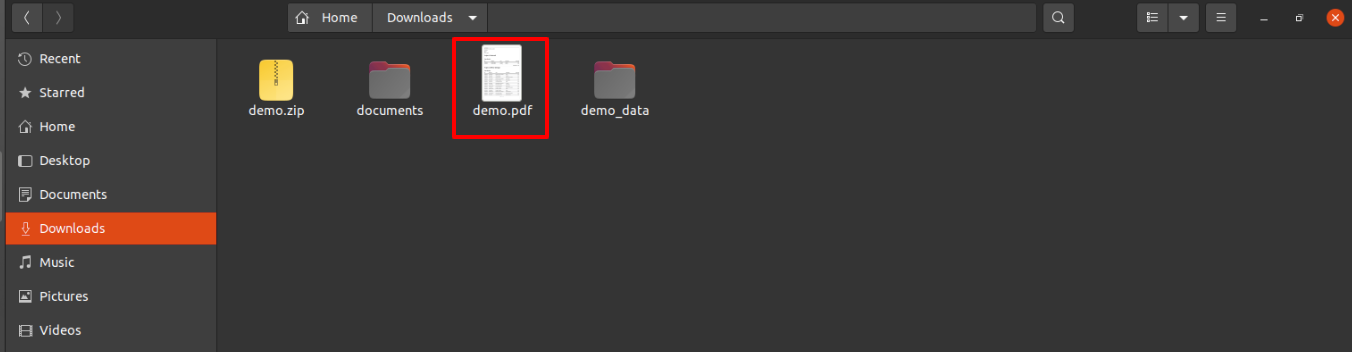 Home
Downloads
Recent
Starred
Home
Desktop
Documents
Downloads
Music
Pictures
Videos
demo.zip
documents
demo.pdf
demo_data